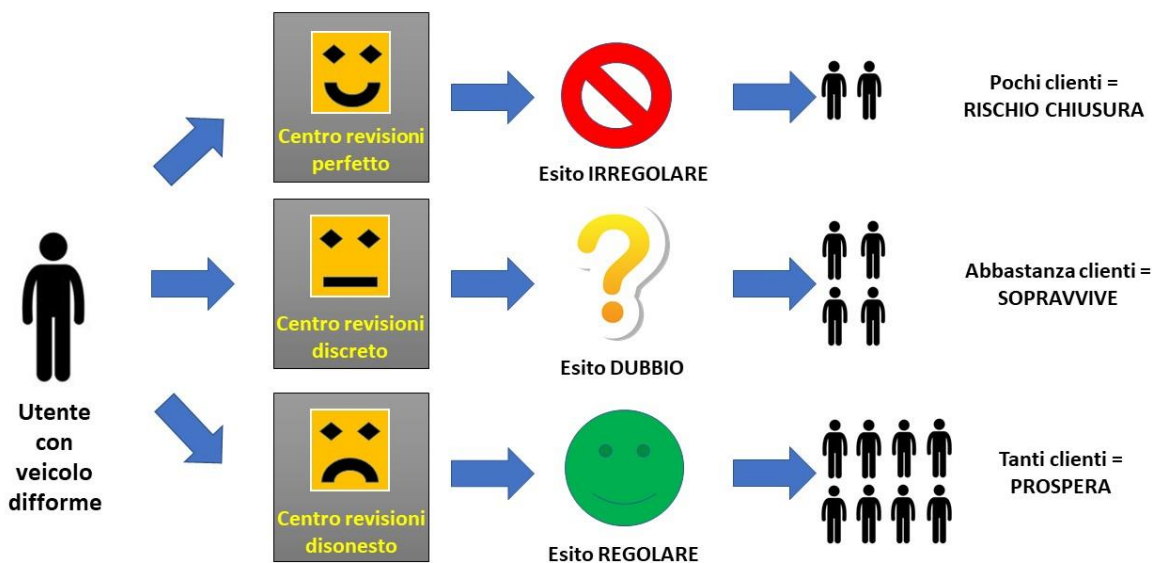 Centro revisioni
perfetto
Esito IRREGOLARE
Pochi clienti =
RISCHIO CHIUSURA
Utente
con
veicolo
difforme
Centro revisioni
discreto
Esito DUBBIO
Abbastanza clienti =
SOPRAVVIVE
Centro revisioni
disonesto
Esito REGOLARE
Tanti clienti =
PROSPERA